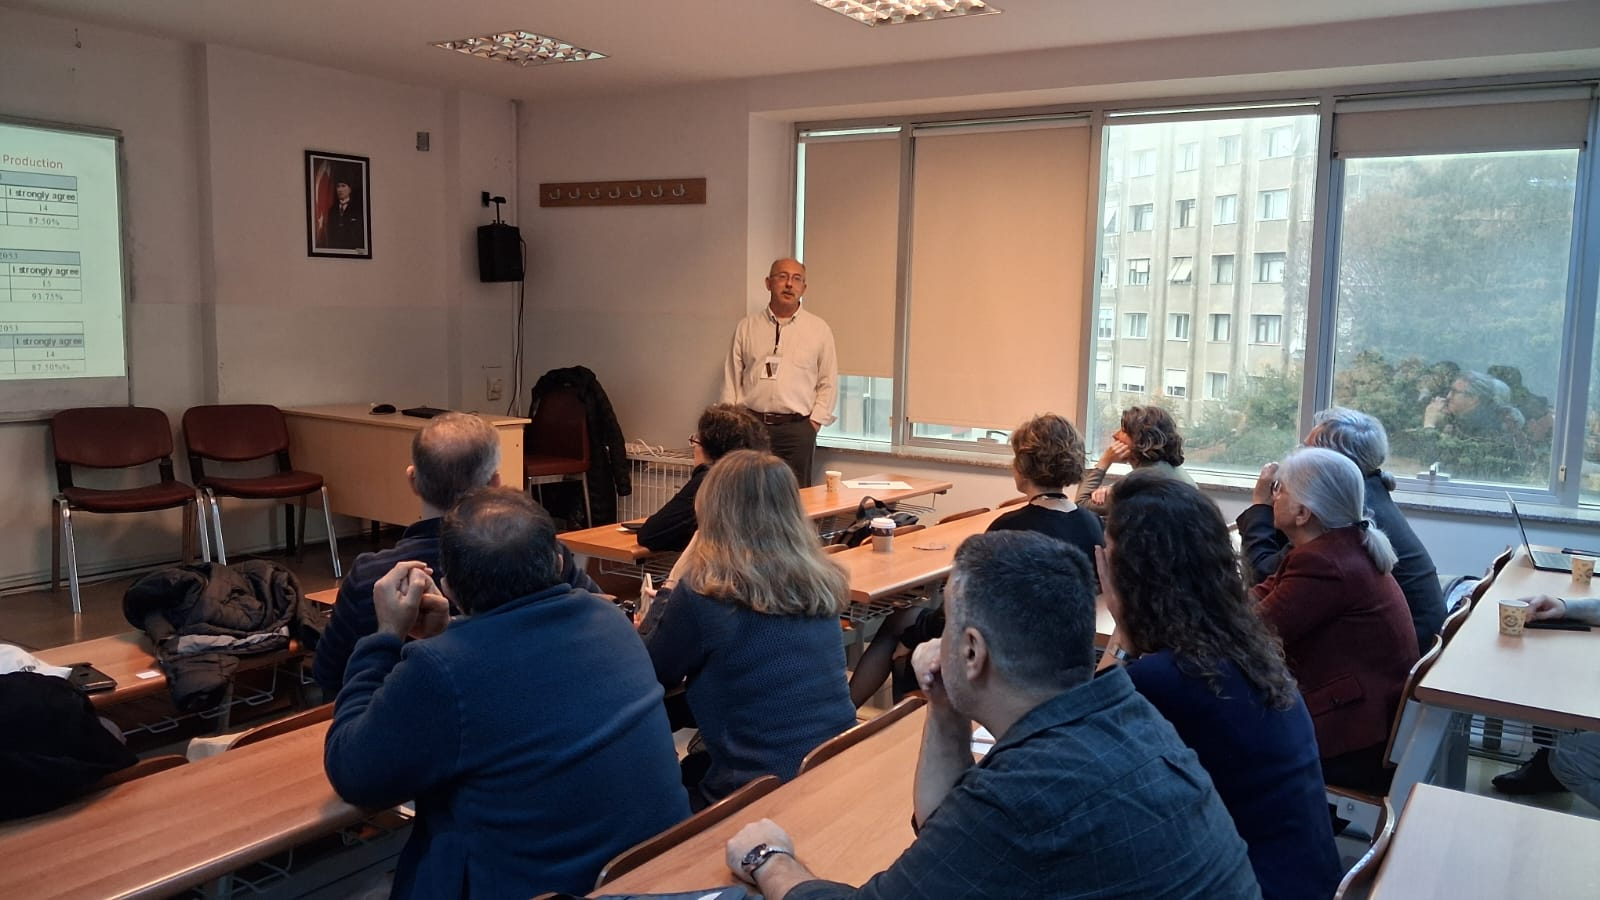 Production
I strongly agree
14
87.50%
2053
I strongly agree
15
93.75%
2053
I strongly agree
14
87.50%%